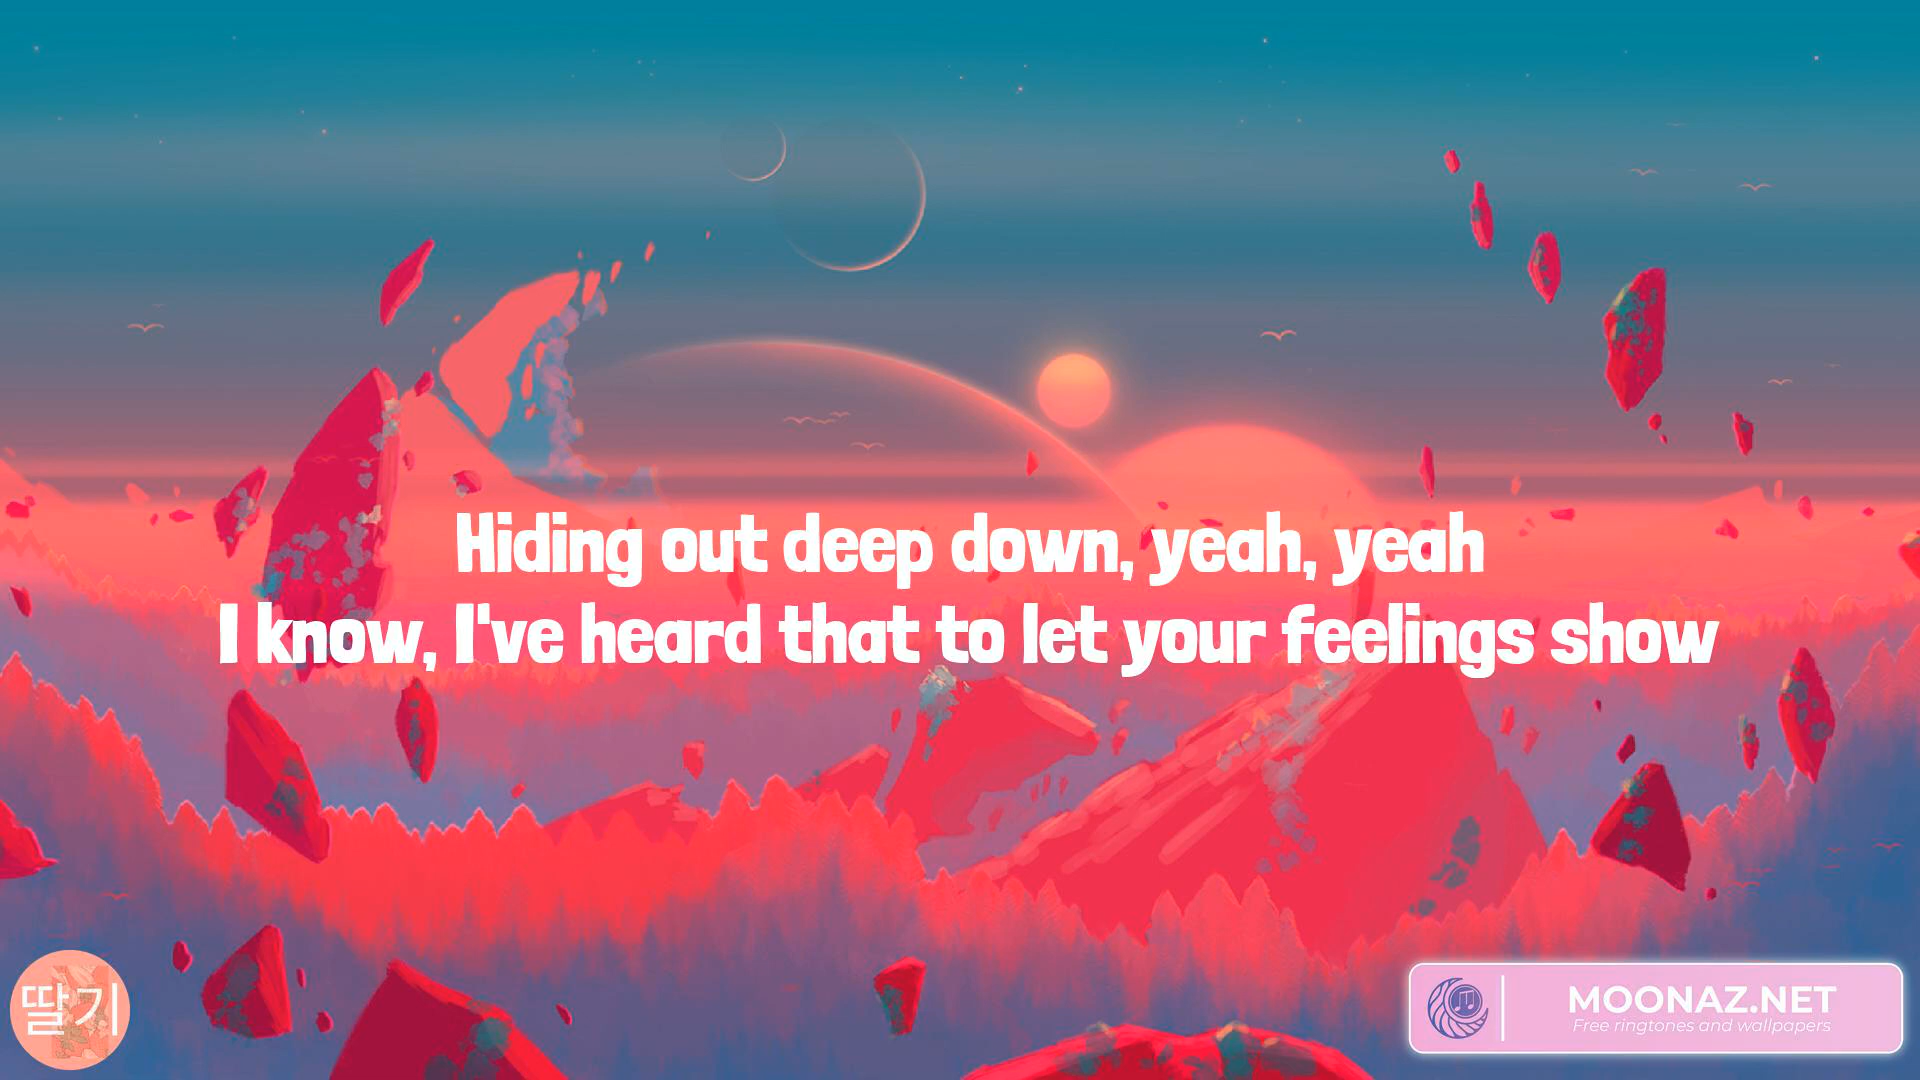 Hiding out deep down, yeah, yeah
I know, I've heard that to let your feelings show
딸기
MOONAZ.NET
Free ringtones and wallpapers